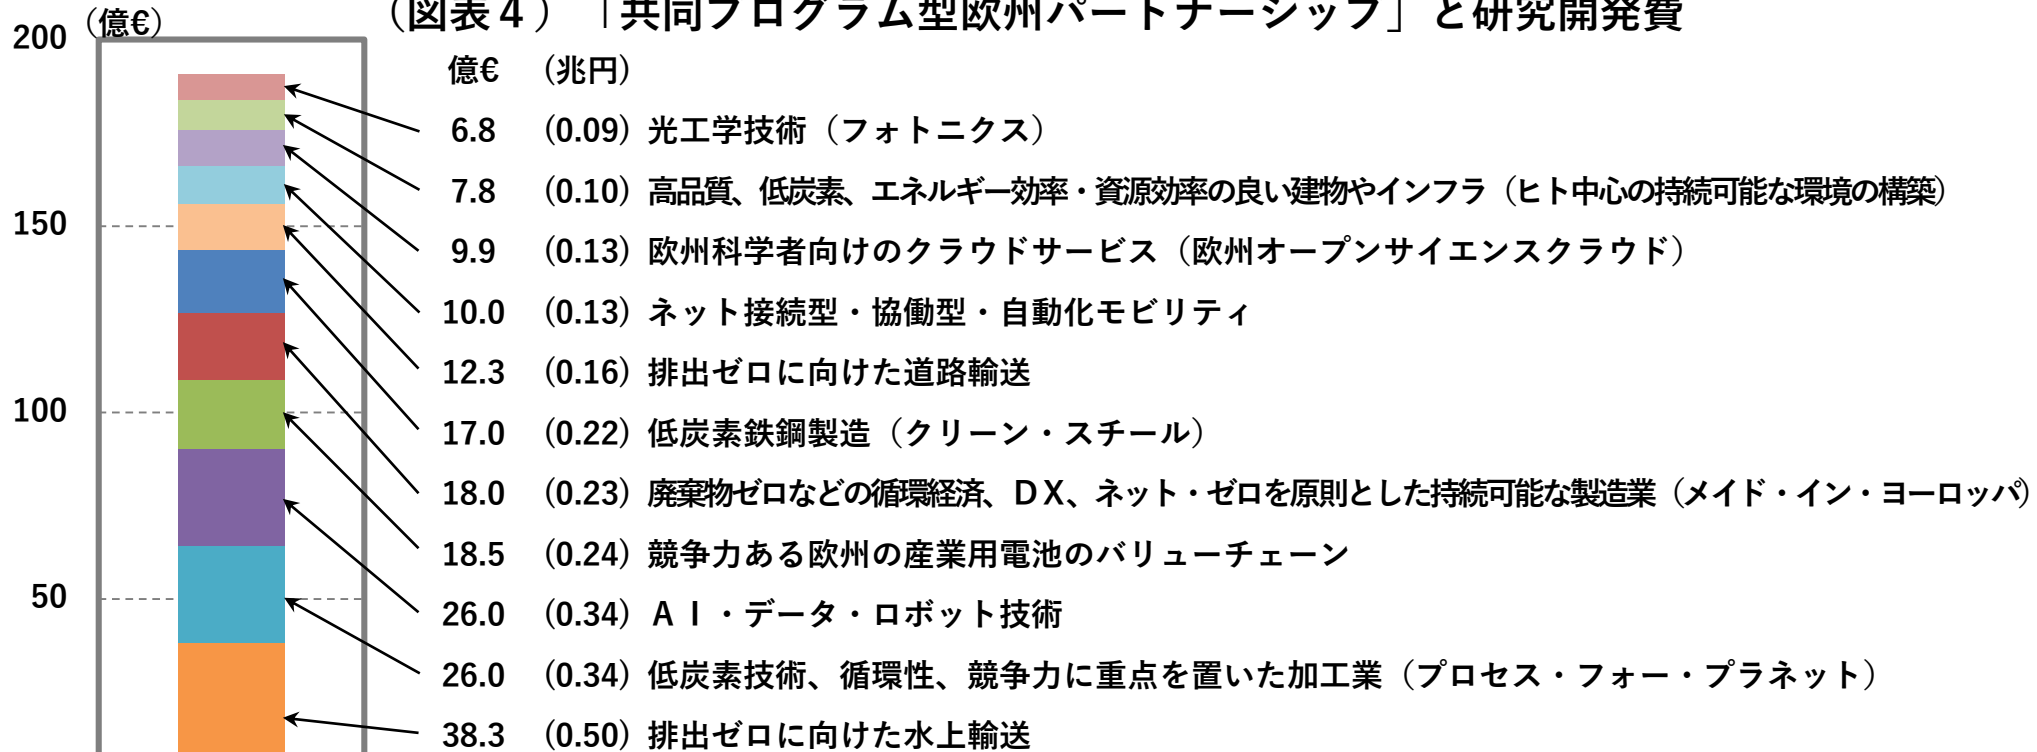 （図表４）「共同プログラム型欧州パートナーシップ」と研究開発費
（億€）
200
150
100
50
億€ （兆円）
6.8 （0.09）光工学技術（フォトニクス）
7.8 （0.10）高品質、低炭素、エネルギー効率・資源効率の良い建物やインフラ（ヒト中心の持続可能な環境の構築）
9.9 （0.13）欧州科学者向けのクラウドサービス（欧州オープンサイエンスクラウド）
10.0 （0.13）ネット接続型・協働型・自動化モビリティ
12.3 （0.16）排出ゼロに向けた道路輸送
17.0 （0.22）低炭素鉄鋼製造（クリーン・スチール）
18.0 （0.23）廃棄物ゼロなどの循環経済、ＤＸ、ネット・ゼロを原則とした持続可能な製造業（メイド・イン・ヨーロッパ）
18.5 （0.24）競争力ある欧州の産業用電池のバリューチェーン
26.0 （0.34）ＡＩ・データ・ロボット技術
26.0 （0.34）低炭素技術、循環性、競争力に重点を置いた加工業（プロセス・フォー・プラネット）
38.3 （0.50）排出ゼロに向けた水上輸送